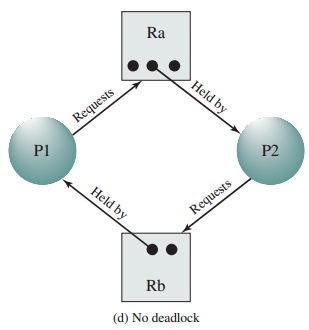 Ra
Requests
Held by
P1
P2
Held by
Requests
Rb
(d) No deadlock